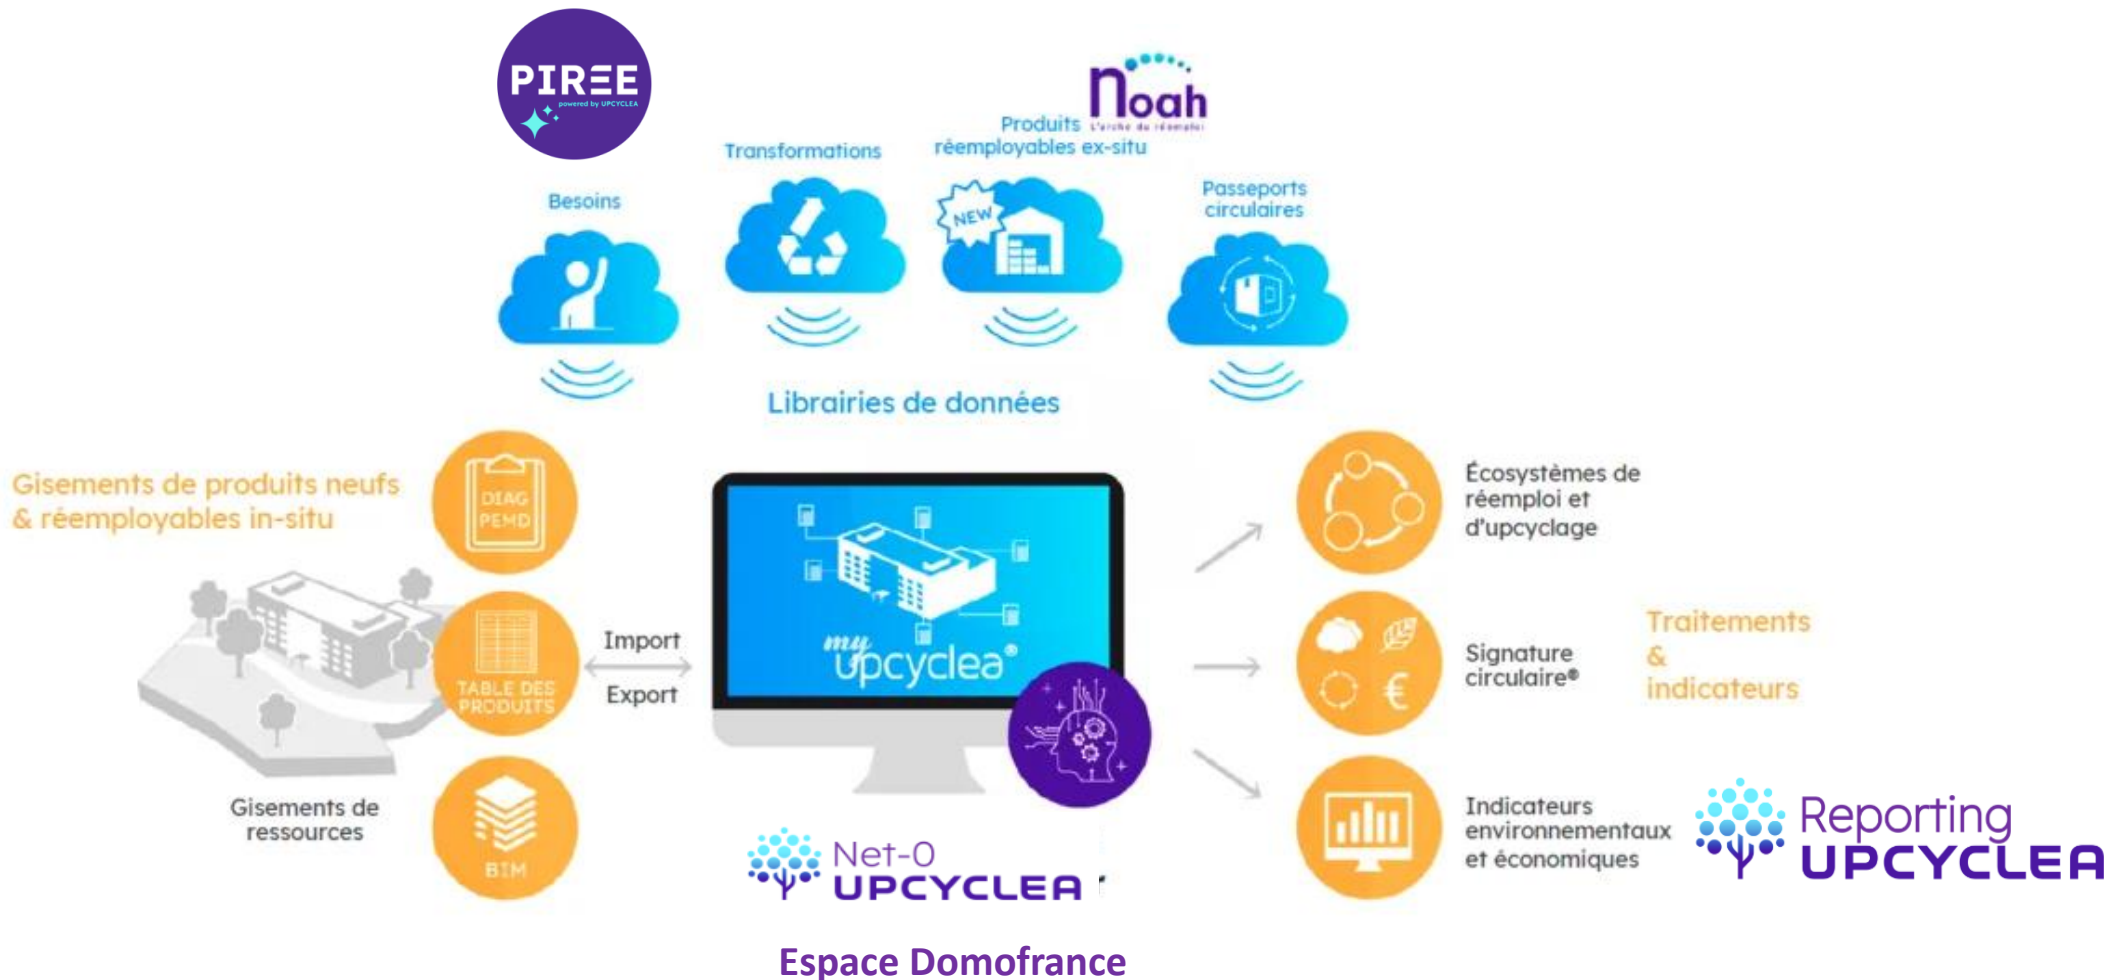 PIREE
powered by UPCYCLEA
noah
L'arche du réemploi
Besoins
Transformations
Produits
réemployables ex-situ
NEW
Passeports
circulaires
Librairies de données
Gisements de produits neufs
& réemployables in-situ
DIAG
PEMD
TABLE DES
PRODUITS
BIM
Gisements de
ressources
Import
Export
my
upcyclea®
Écosystèmes de
réemploi et
d'upcyclage
Signature
circulaire®
€
Indicateurs
environnementaux
et économiques
Traitements
&
indicateurs
Net-0
UPCYCLEA
Reporting
UPCYCLEA
Espace Domofrance